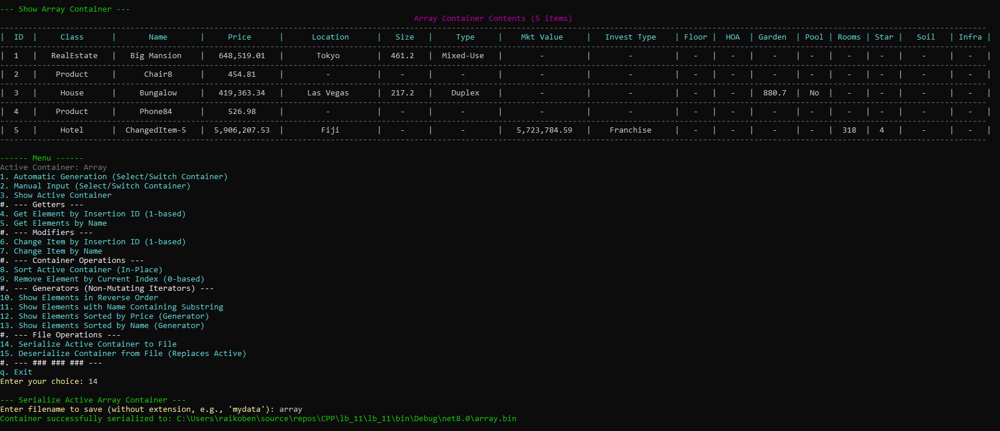 --- Show Array Container ---
Array Container Contents (5 items)
-----------------------------------------------------------------------------------------------------------------------------------------------------------------------------------------------------------------
|  ID  |     Class      |       Name       |     Price      |      Location      |   Size   |     Type     |    Mkt Value     |   Invest Type    | Floor |  HOA  | Garden  | Pool | Rooms | Star |   Soil   | Infra |
-----------------------------------------------------------------------------------------------------------------------------------------------------------------------------------------------------------------
|  1   |   RealEstate   |   Big Mansion    |   648,519.01   |       Tokyo        |  461.2   |  Mixed-Use   |        -         |        -         |   -   |   -   |    -    |  -   |   -   |  -   |    -     |   -   |
-----------------------------------------------------------------------------------------------------------------------------------------------------------------------------------------------------------------
|  2   |    Product     |      Chair8      |     454.81     |         -          |    -     |      -       |        -         |        -         |   -   |   -   |    -    |  -   |   -   |  -   |    -     |   -   |
-----------------------------------------------------------------------------------------------------------------------------------------------------------------------------------------------------------------
|  3   |     House      |     Bungalow     |   419,363.34   |     Las Vegas      |  217.2   |    Duplex    |        -         |        -         |   -   |   -   |  880.7  |  No  |   -   |  -   |    -     |   -   |
-----------------------------------------------------------------------------------------------------------------------------------------------------------------------------------------------------------------
|  4   |    Product     |     Phone84      |     526.98     |         -          |    -     |      -       |        -         |        -         |   -   |   -   |    -    |  -   |   -   |  -   |    -     |   -   |
-----------------------------------------------------------------------------------------------------------------------------------------------------------------------------------------------------------------
|  5   |     Hotel      |  ChangedItem-5   |  5,906,207.53  |        Fiji        |    -     |      -       |   5,723,784.59   |    Franchise     |   -   |   -   |    -    |  -   |  318  |  4   |    -     |   -   |
-----------------------------------------------------------------------------------------------------------------------------------------------------------------------------------------------------------------
------ Menu ------
Active Container: Array
1. Automatic Generation (Select/Switch Container)
2. Manual Input (Select/Switch Container)
3. Show Active Container
#. --- Getters ---
4. Get Element by Insertion ID (1-based)
5. Get Elements by Name
#. --- Modifiers ---
6. Change Item by Insertion ID (1-based)
7. Change Item by Name
#. --- Container Operations ---
8. Sort Active Container (In-Place)
9. Remove Element by Current Index (0-based)
#. --- Generators (Non-Mutating Iterators) ---
10. Show Elements in Reverse Order
11. Show Elements with Name Containing Substring
12. Show Elements Sorted by Price (Generator)
13. Show Elements Sorted by Name (Generator)
#. --- File Operations ---
14. Serialize Active Container to File
15. Deserialize Container from File (Replaces Active)
#. --- ### ### ### ---
q. Exit
Enter your choice: 14
--- Serialize Active Array Container ---
Enter filename to save (without extension, e.g., 'mydata'): array
Container successfully serialized to: C:\Users\raikoben\source\repos\CPP\lb_11\lb_11\bin\Debug\net8.0\array.bin